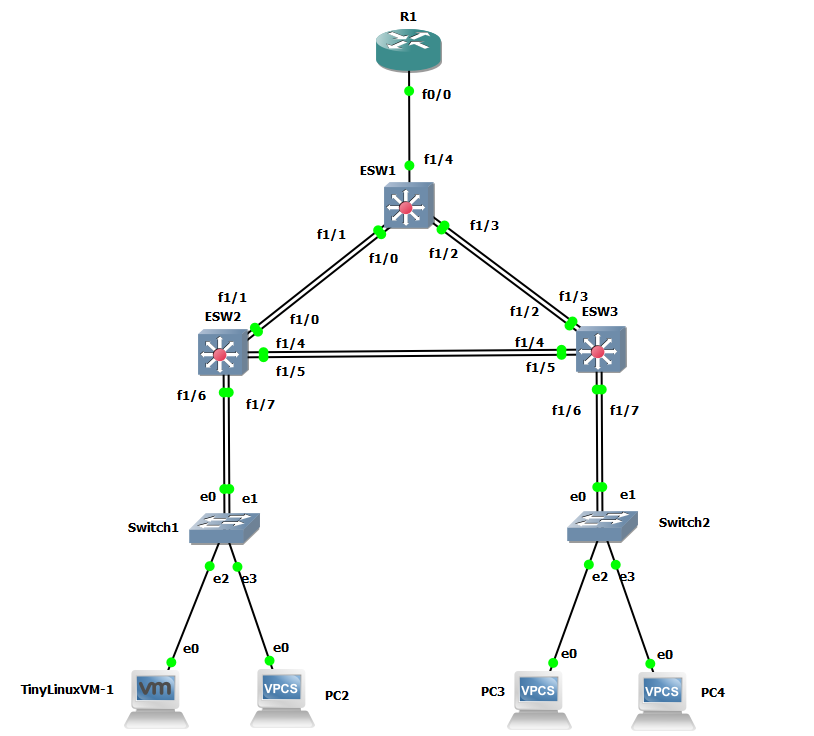 R1
f0/0
f1/4
ESW1
f1/1
f1/3
f1/0
f1/2
f1/1
f1/3
ESW2
f1/0
f1/2
ESW3
f1/4
f1/4
f1/5
f1/5
f1/6
f1/7
f1/6
f1/7
e0
e1
e0
e1
Switch1
Switch2
e2
e3
e2
e3
e0
e0
e0
e0
TinyLinuxVM-1
vm
VPCS
PC2
PC3
VPCS
VPCS
PC4